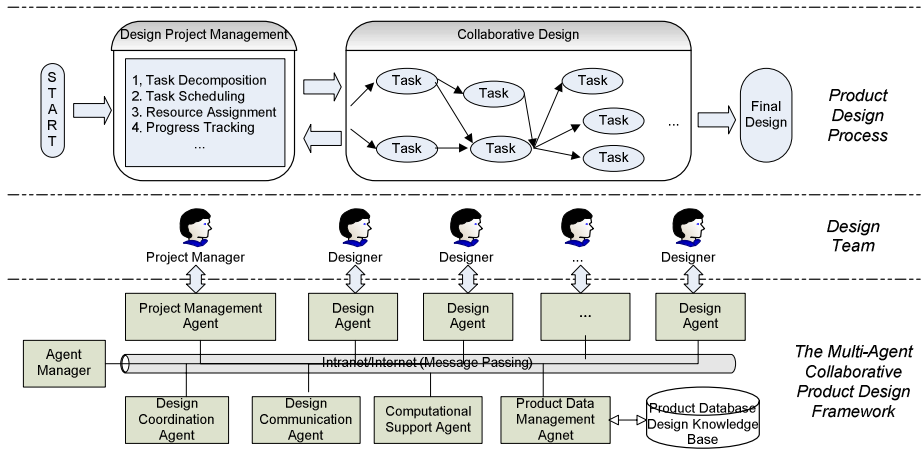 Design Project Management
Collaborative Design
S
T
A
R
T
1, Task Decomposition
2. Task Scheduling
3. Resource Assignment
4. Progress Tracking
...
Task
Task
Task
Task
Task
Task
Task
...
Final
Design
Product
Design
Process
Project Manager
Designer
Designer
...
Designer
Design
Team
Project Management
Agent
Design
Agent
Design
Agent
...
Design
Agent
Agent
Manager
Intranet/Internet (Message Passing)
The Multi-Agent
Collaborative
Product Design
Framework
Design
Coordination
Agent
Design
Communication
Agent
Computational
Support Agent
Product Data
Management
Agnet
Product Database
Design Knowledge
Base